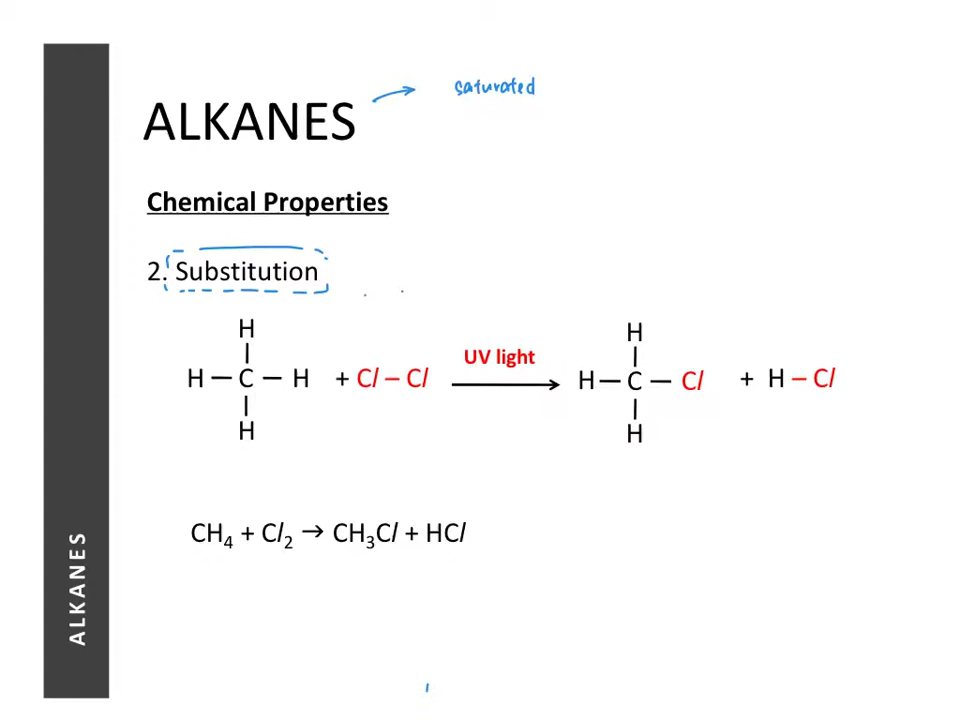 saturated
ALKANES
Chemical Properties
2. Substitution
H H
UV light
H — C — H + Cl – Cl → H — C — Cl + H – Cl
H H
CH₄ + Cl₂ → CH₃Cl + HCl
ALKANES